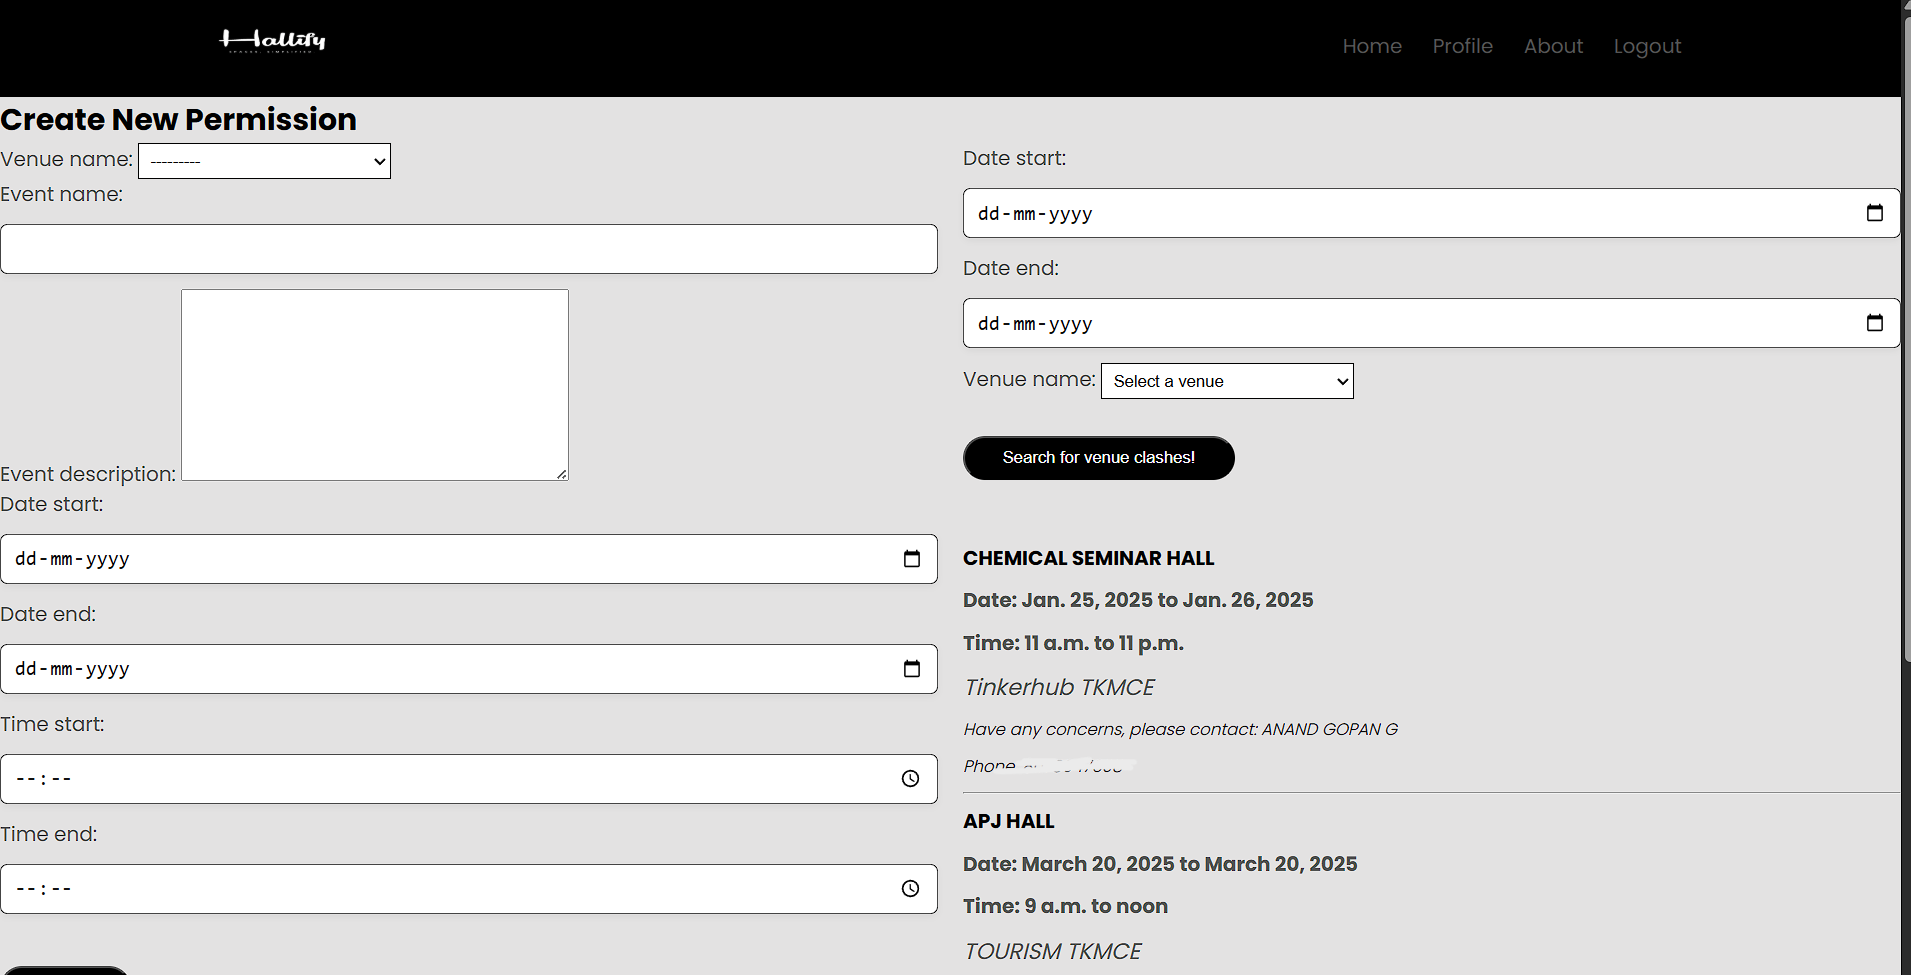 Hallify
Home Profile About Logout
Create New Permission
Venue name: ---------
Event name:
Event description:
Date start:
dd-mm-yyyy
Date end:
dd-mm-yyyy
Time start:
--:--
Time end:
--:--
Date start:
dd-mm-yyyy
Date end:
dd-mm-yyyy
Venue name: Select a venue
Search for venue clashes!
CHEMICAL SEMINAR HALL
Date: Jan. 25, 2025 to Jan. 26, 2025
Time: 11 a.m. to 11 p.m.
Tinkerhub TKMCE
Have any concerns, please contact: ANAND GOPAN G
Phone
APJ HALL
Date: March 20, 2025 to March 20, 2025
Time: 9 a.m. to noon
TOURISM TKMCE